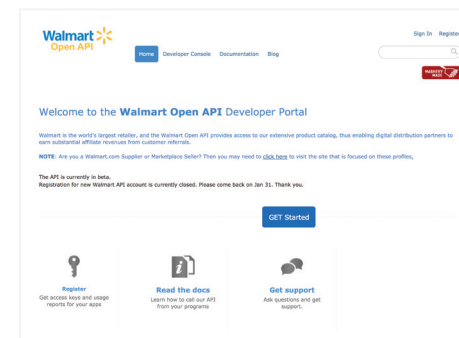 Walmart
Open API
Sign In Register
Home Developer Console Documentation Blog
MASHERY
MADE
Welcome to the Walmart Open API Developer Portal
Walmart is the world's largest retailer, and the Walmart Open API provides access to our extensive product catalog, thus enabling digital distribution partners to
earn substantial affiliate revenues from customer referrals.
NOTE: Are you a Walmart.com Supplier or Marketplace Seller? Then you may need to click here to visit the site that is focused on those profiles.
The API is currently in beta.
Registration for new Walmart API account is currently closed. Please come back on Jan 31. Thank you.
GET Started
Register
Get access keys and usage
reports for your apps
Read the docs
Learn how to call our API
from your programs
Get support
Ask questions and get
support.